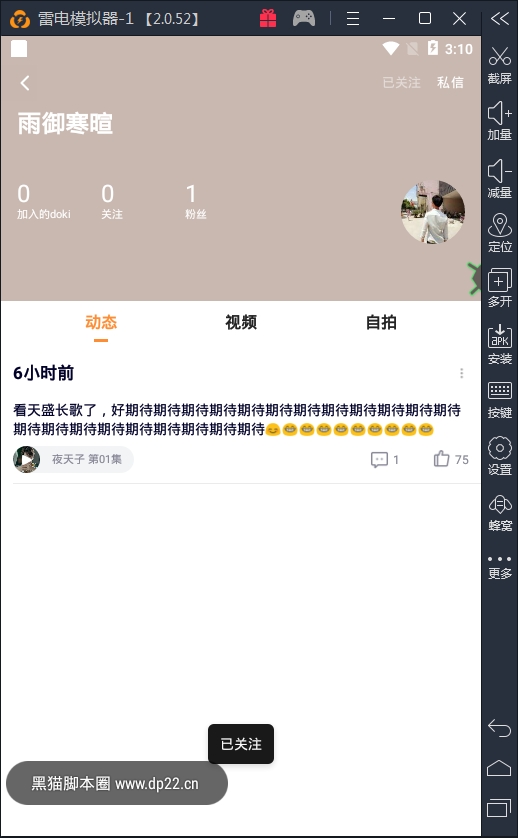 雷电模拟器-1 【2.0.52】
3:10
已关注 私信
雨御寒暄
0 0 1
加入的doki 关注 粉丝
动态 视频 自拍
6小时前
看天盛长歌了，好期待期待期待期待期待期待期待期待期待期待期待期待
期待期待期待期待期待期待期待期待期待😊😂😂😂😂😂😂😂😂😂
夜天子 第01集 1 75
已关注
黑猫脚本圈 www.dp22.cn
截屏
加量
减量
定位
多开
APK
安装
按键
设置
蜂窝
更多